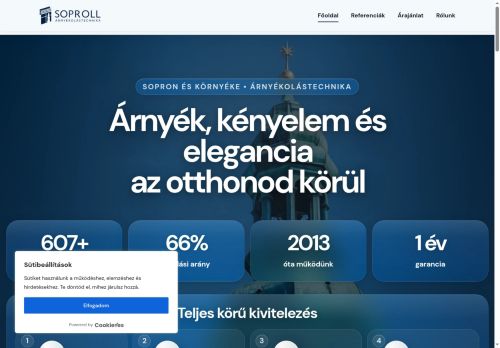 SOPROLL
ÁRNYÉKOLÁSTECHNIKA
Főoldal
Referenciák
Árajánlat
Rólunk
SOPRON ÉS KÖRNYÉKE • ÁRNYÉKOLÁSTECHNIKA
Árnyék, kényelem és
elegancia
az otthonod körül
607+
66%
2013
1 év
lási arány
óta működünk
garancia
Sütibeállítások
Sütiket használunk a működéshez, elemzéshez és
hirdetésekhez. Te döntöd el, mihez járulsz hozzá.
Elfogadom
Powered by Cookiefox
Teljes körű kivitelezés
1
2
3
4